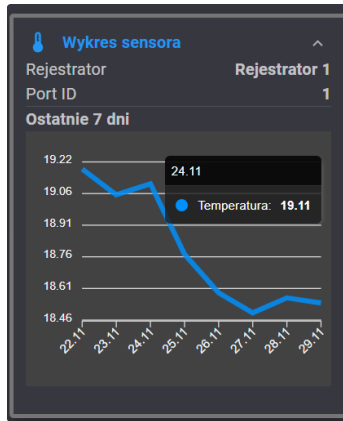 Wykres sensora
Rejestrator Rejestrator 1
Port ID 1
Ostatnie 7 dni
19.22
24.11
19.06
Temperatura: 19.11
18.91
18.76
18.61
18.46
22.11 23.11 24.11 25.11 26.11 27.11 28.11 29.11